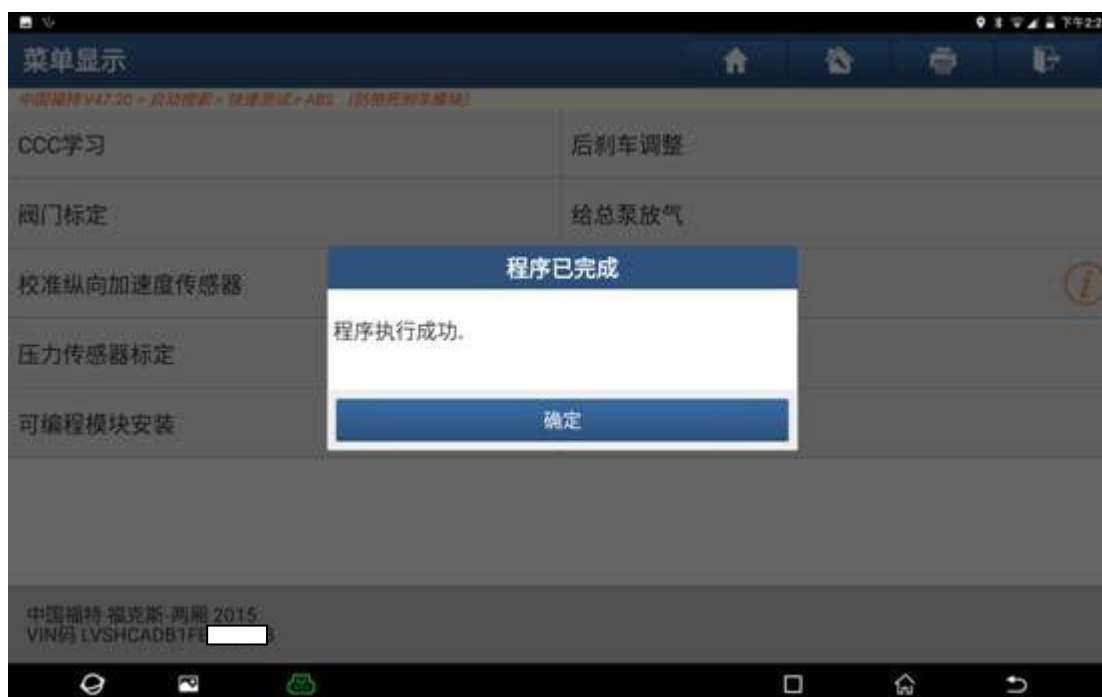 下午2:2
菜单显示
中国福特 V47.20 > 自动搜索 > 快速测试 > ABS （防抱死刹车模块）
CCC学习
后刹车调整
阀门标定
给总泵放气
校准纵向加速度传感器
程序已完成
程序执行成功.
压力传感器标定
确定
可编程模块安装
中国福特 福克斯-两厢 2015
VIN码 LVSHCADB1F